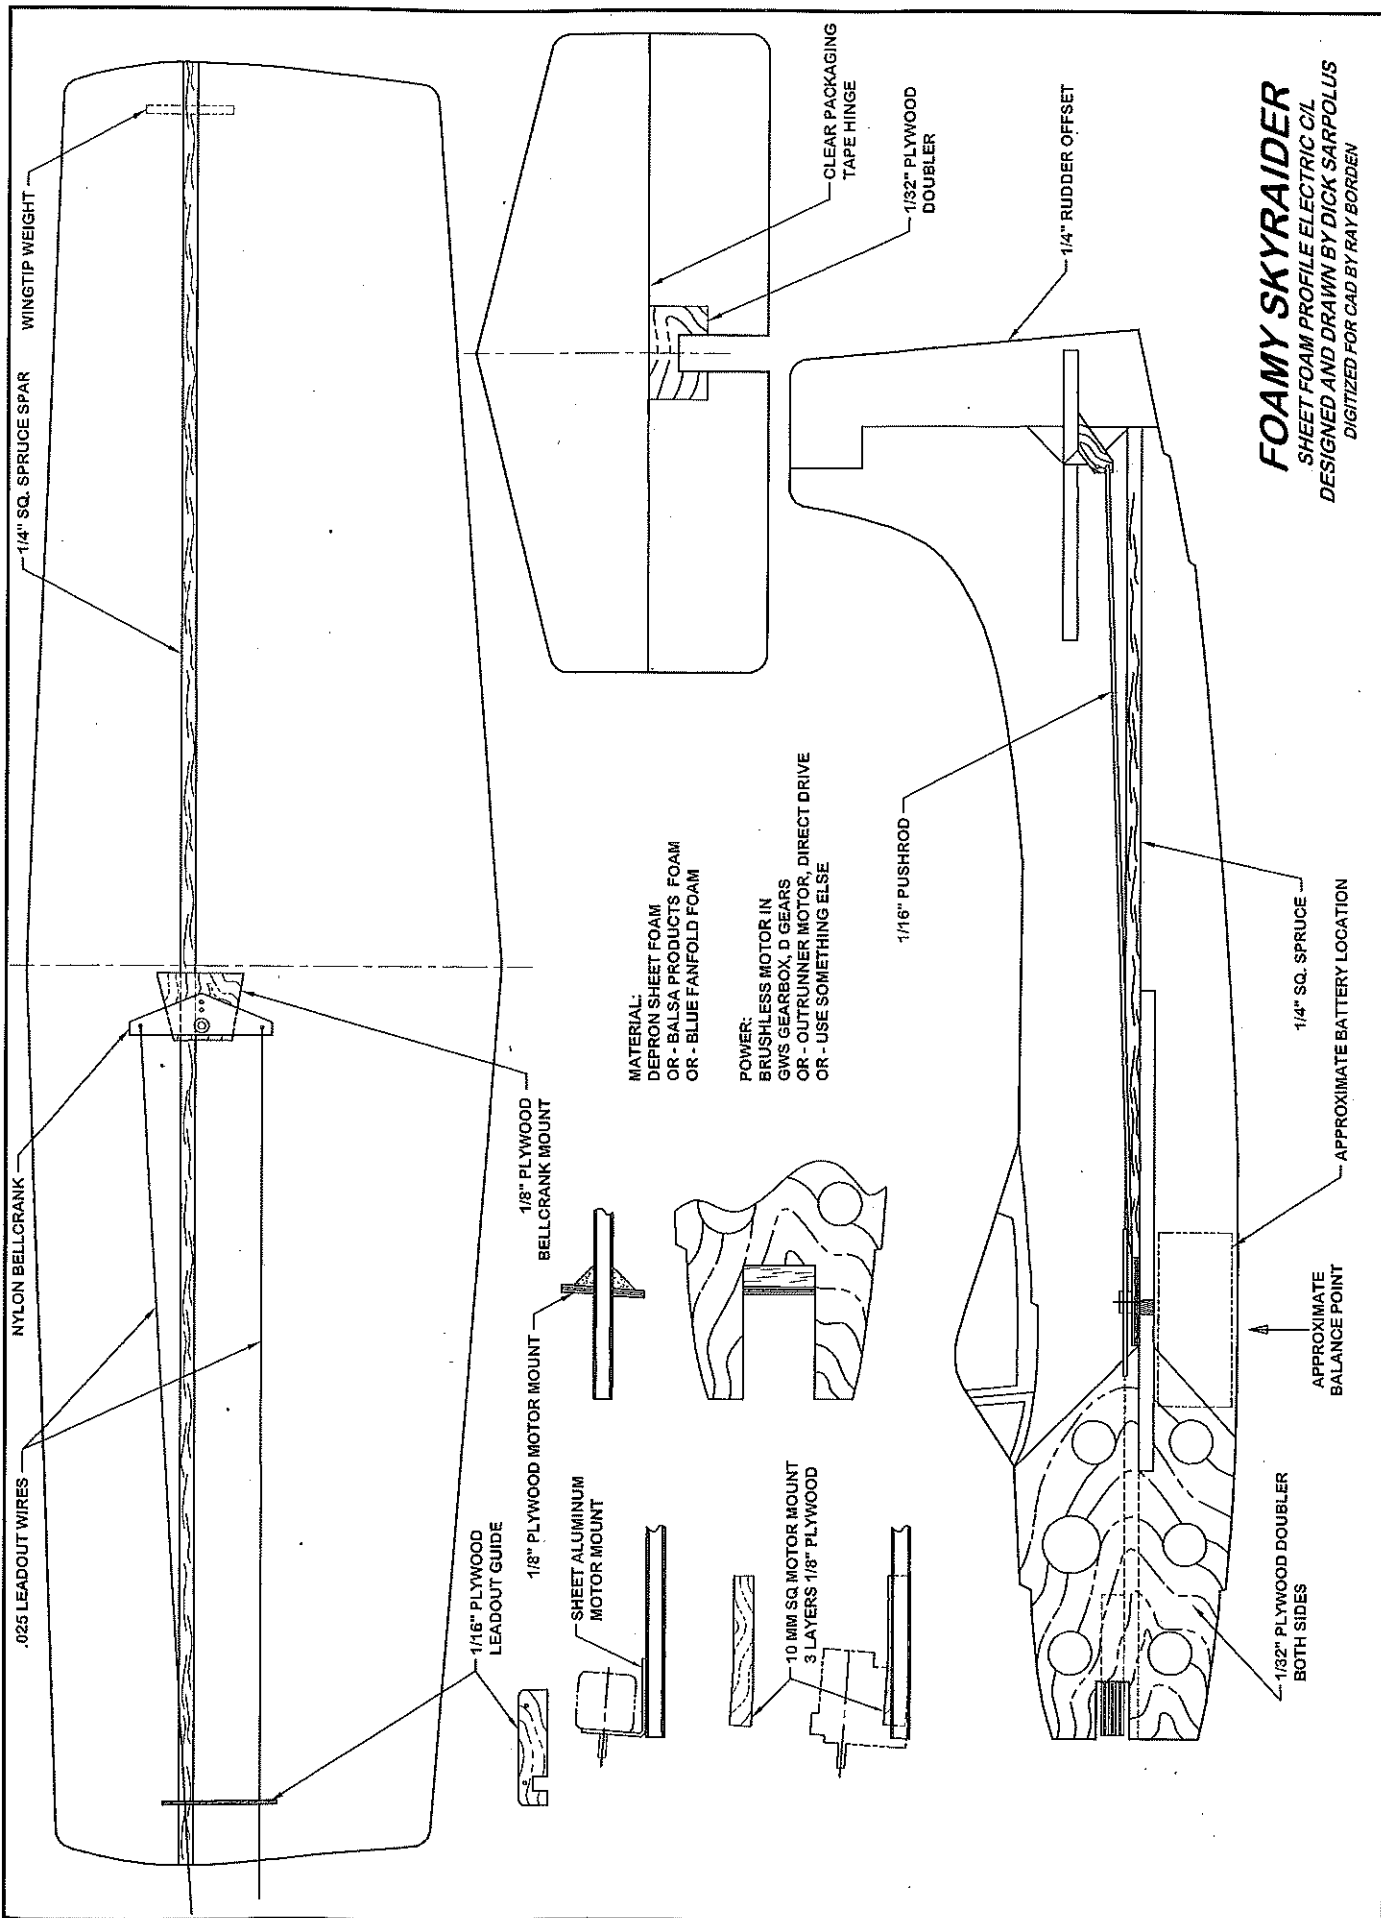 .025 LEADOUT WIRES
NYLON BELLCRANK
1/4" SQ. SPRUCE SPAR
WINGTIP WEIGHT
1/16" PLYWOOD
LEADOUT GUIDE
1/8" PLYWOOD
BELLCRANK MOUNT
1/8" PLYWOOD MOTOR MOUNT
SHEET ALUMINUM
MOTOR MOUNT
10 MM SQ MOTOR MOUNT
3 LAYERS 1/8" PLYWOOD
MATERIAL:
DEPRON SHEET FOAM
OR - BALSA PRODUCTS FOAM
OR - BLUE FANFOLD FOAM
POWER:
BRUSHLESS MOTOR IN
GWS GEARBOX, D GEARS
OR - OUTRUNNER MOTOR, DIRECT DRIVE
OR - USE SOMETHING ELSE
CLEAR PACKAGING
TAPE HINGE
1/32" PLYWOOD
DOUBLER
1/4" RUDDER OFFSET
1/16" PUSHROD
1/4" SQ. SPRUCE
APPROXIMATE BATTERY LOCATION
APPROXIMATE
BALANCE POINT
1/32" PLYWOOD DOUBLER
BOTH SIDES
FOAMY SKYRAIDER
SHEET FOAM PROFILE ELECTRIC C/L
DESIGNED AND DRAWN BY DICK SARPOLUS
DIGITIZED FOR CAD BY RAY BORDEN